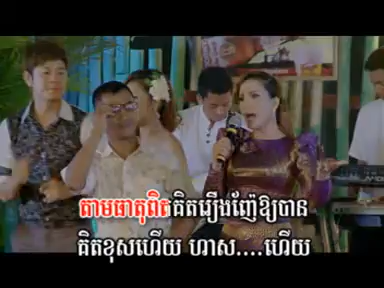 តាមធាតុពិតគិតរឿងញ៉ែឱ្យបាន
គិតខុសហើយ ហ្វាស....ហើយ